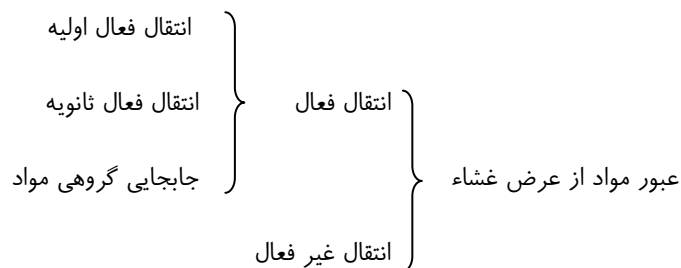 انتقال فعال اولیه
انتقال فعال
انتقال فعال ثانویه
عبور مواد از عرض غشاء
جابجایی گروهی مواد
انتقال غیر فعال